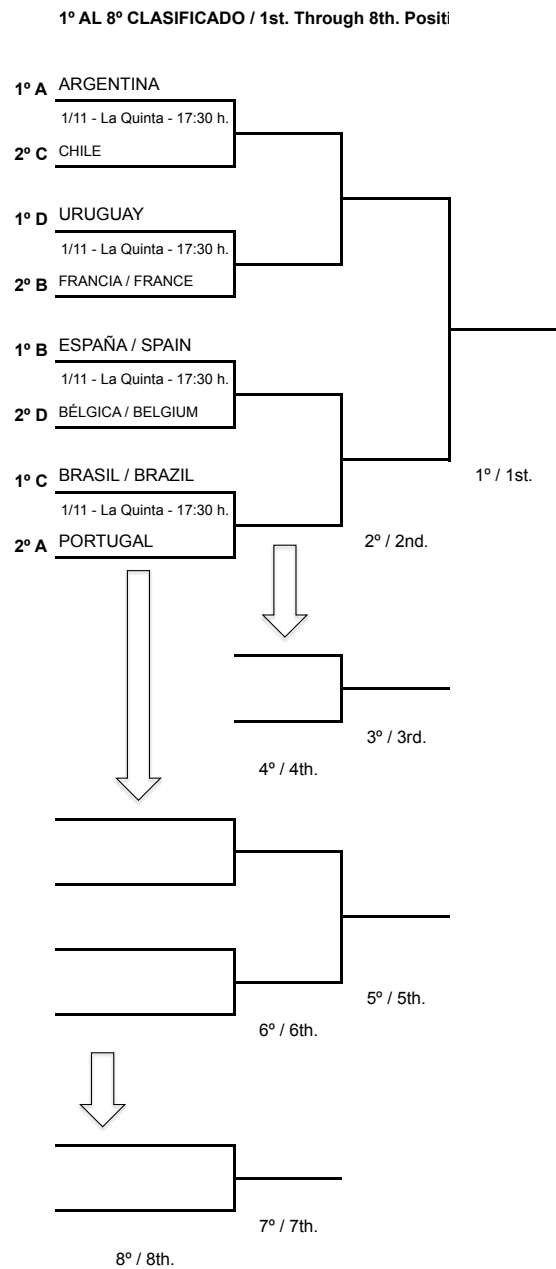 1º AL 8º CLASIFICADO / 1st. Through 8th. Positi
1º A ARGENTINA
1/11 - La Quinta - 17:30 h.
2º C CHILE
1º D URUGUAY
1/11 - La Quinta - 17:30 h.
2º B FRANCIA / FRANCE
1º B ESPAÑA / SPAIN
1/11 - La Quinta - 17:30 h.
2º D BÉLGICA / BELGIUM
1º C BRASIL / BRAZIL
1/11 - La Quinta - 17:30 h.
2º A PORTUGAL
1º / 1st.
2º / 2nd.
3º / 3rd.
4º / 4th.
5º / 5th.
6º / 6th.
7º / 7th.
8º / 8th.